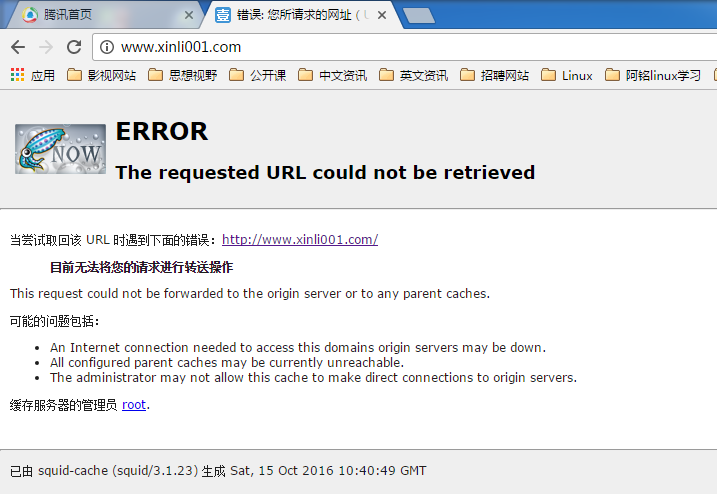 腾讯首页
错误: 您所请求的网址 ( U
www.xinli001.com
应用 影视网站 思想视野 公开课 中文资讯 英文资讯 招聘网站 Linux 阿铭linux学习
NOW
ERROR
The requested URL could not be retrieved
当尝试取回该 URL 时遇到下面的错误: http://www.xinli001.com/
目前无法将您的请求进行转送操作
This request could not be forwarded to the origin server or to any parent caches.
可能的问题包括:
• An Internet connection needed to access this domains origin servers may be down.
• All configured parent caches may be currently unreachable.
• The administrator may not allow this cache to make direct connections to origin servers.
缓存服务器的管理员 root.
已由 squid-cache (squid/3.1.23) 生成 Sat, 15 Oct 2016 10:40:49 GMT